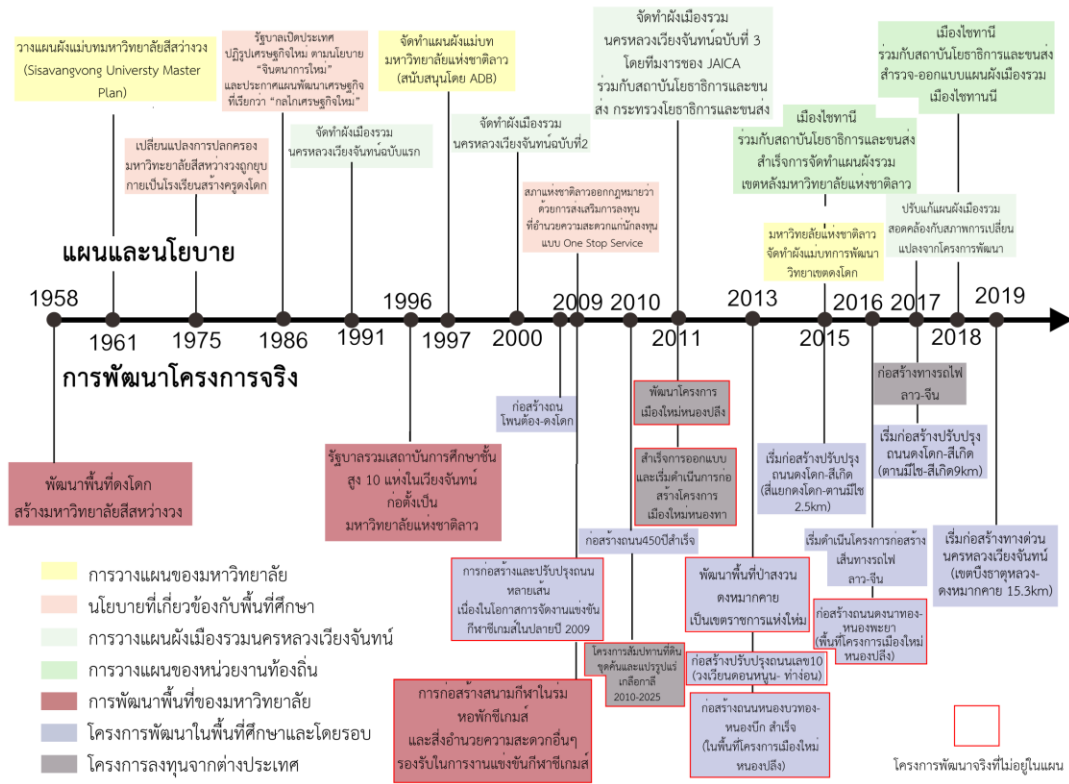 วางแผนผังแม่บทมหาวิทยาลัยสีสว่างวง
(Sisavangvong Universty Master
Plan)
เปลี่ยนแปลงการปลกครอง
มหาวิทะยาลัยสีสหว่างวงถูกยุบ
กายเป็นโรงเรียนสร้างครูดงโดก
รัฐบาลเปิดประเทศ
ปฏิรูปเศรษฐกิจใหม่ ตามนโยบาย
“จินตนาการใหม่”
และประกาศแผนพัฒนาเศรษฐกิจ
ที่เรียกว่า “กลไกเศรษฐกิจใหม่”
จัดทำผังเมืองรวม
นครหลวงเวียงจันทน์ฉบับแรก
จัดทำแผนผังแม่บท
มหาวิทยาลัยแห่งชาติลาว
(สนับสนุนโดย ADB)
จัดทำผังเมืองรวม
นครหลวงเวียงจันทน์ฉบับที่2
สภาแห่งชาติลาวออกกฎหมายว่า
ด้วยการส่งเสริมการลงทุน
ที่อำนวยความสะดวกแก่นักลงทุน
แบบ One Stop Service
จัดทำผังเมืองรวม
นครหลวงเวียงจันทน์ฉบับที่ 3
โดยทีมงารของ JAICA
ร่วมกับสถาบันโยธาธิการและขน
ส่ง กระทรวงโยธาธิการและขนส่ง
เมืองไชทานี
ร่วมกับสถาบันโยธาธิการและขนส่ง
สำเร็จการจัดทำแผนผังรวม
เขตหลังมหาวิทยาลัยแห่งชาติลาว
มหาวิทยลัยแห่งชาติลาว
จัดทำผังแม่บทการพัฒนา
วิทยาเขตดงโดก
ปรับแก้แผนผังเมืองรวม
สอดคล้องกับสภาพการเปลี่ยน
แปลงจากโครงการพัฒนา
เมืองไชทานี
ร่วมกับสถาบันโยธาธิการและขนส่ง
สำรวจ-ออกแบบแผนผังเมืองรวม
เมืองไชทานนี
แผนและนโยบาย
1958
1961
1975
1986
1991
1996
1997
2000
2009
2010
2011
2013
2015
2016
2017
2018
2019
การพัฒนาโครงการจริง
พัฒนาพื้นที่ดงโดก
สร้างมหาวิทยาลัยสีสหว่างวง
รัฐบาลรวมเสถาบันการศึกษาชั้น
สูง 10 แห่งในเวียงจันทน์
ก่อตั้งเป็น
มหาวิทยาลัยแห่งชาติลาว
ก่อสร้างถน
โพนต้อง-ดงโดก
การก่อสร้างและปรับปรุงถนน
หลายเส้น
เนื่องในโอกาสการจัดงานแข่งขัน
กีฬาซีเกมส์ในปลายปี 2009
การก่อสร้างสนามกีฬาในร่ม
หอพักซีเกมส์
และสิ่งอำนวยความสะดวกอื่นๆ
รองรับในการงานแข่งขันกีฬาซีเกมส์
ก่อสร้างถนน450ปีสำเร็จ
โครงการสัปทานที่ดิน
ขุดค้นและแปรรูปแร่
เกลือกาลี
2010-2025
พัฒนาโครงการ
เมืองใหม่หนองปลึง
สำเร็จการออกแบบ
และเริ่มดำเนินการก่อ
สร้างโครงการ
เมืองใหม่หนองทา
พัฒนาพื้นที่ป่าสงวน
ดงหมากคาย
เป็นเขตราชการแห่งให่ม
ก่อสร้างปรับปรุงถนนเลข10
(วงเวียนดอนหนูน- ท่าง่อน)
ก่อสร้างถนนหนองบวทอง-
หนองบึก สำเร็จ
(ในพื้นที่โครงการเมืองใหม่
หนองปลึง)
เริ่มก่อสร้างปรับปรุง
ถนนดงโดก-สีเกิด
(สี่แยกดงโดก-ตานมีไช
2.5km)
เริ่มดำเนินโครงการก่อสร้าง
เส็นทางรถไฟ
ลาว-จีน
ก่อสร้างถนนดงนาทอง-
หนองพะยา
(พื้นที่โครงการเมืองใหม่
หนองปลึง)
ก่อสร้างทางรถไฟ
ลาว-จีน
เริ่มก่อสร้างปรับปรุง
ถนนดงโดก-สีเกิด
(ตานมีไช-สีเกิด9km)
เริ่มก่อสร้างทางด่วน
นครหลวงเวียงจันทน์
(เขตบึงธาตุหลวง-
ดงหมากคาย 15.3km)
การวางแผนของมหาวิทยาลัย
นโยบายที่เกี่ยวข้องกับพื้นที่ศึกษา
การวางแผนผังเมืองรวมนครหลวงเวียงจันทน์
การวางแผนของหน่วยงานท้องถิ่น
การพัฒนาพื้นที่ของมหาวิทยาลัย
โครงการพัฒนาในพื้นที่ศึกษาและโดยรอบ
โครงการลงทุนจากต่างประเทศ
โครงการพัฒนาจริงที่ไม่อยู่ในแผน